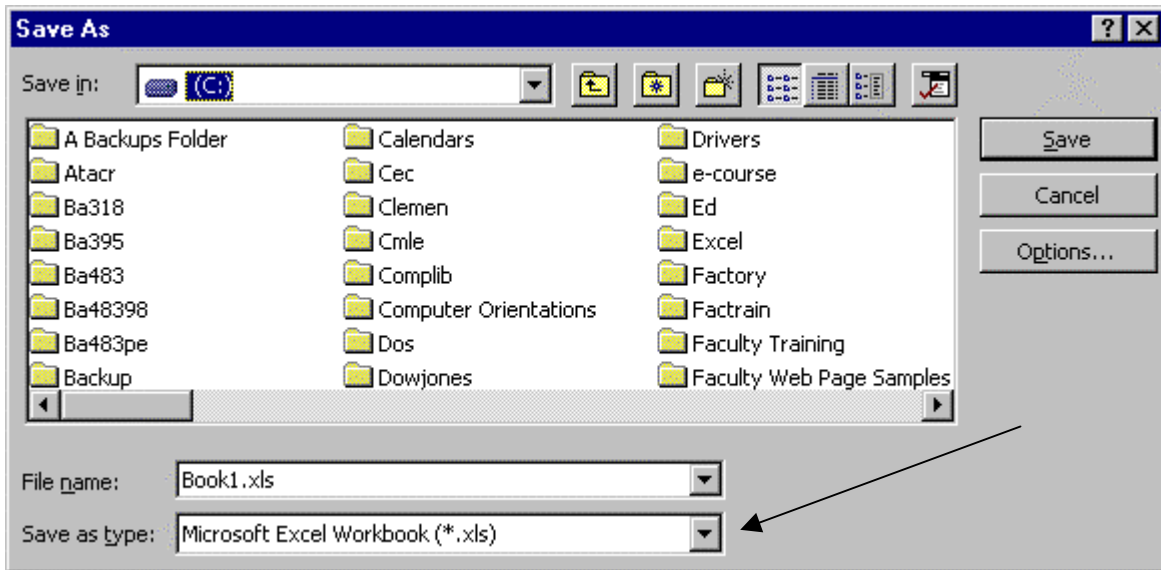 Save As
Save in: (C:)
A Backups Folder Calendars Drivers
Atacr Cec e-course
Ba318 Clemen Ed
Ba395 Cmle Excel
Ba483 Complib Factory
Ba48398 Computer Orientations Factrain
Ba483pe Dos Faculty Training
Backup Dowjones Faculty Web Page Samples
Save
Cancel
Options...
File name: Book1.xls
Save as type: Microsoft Excel Workbook (*.xls)